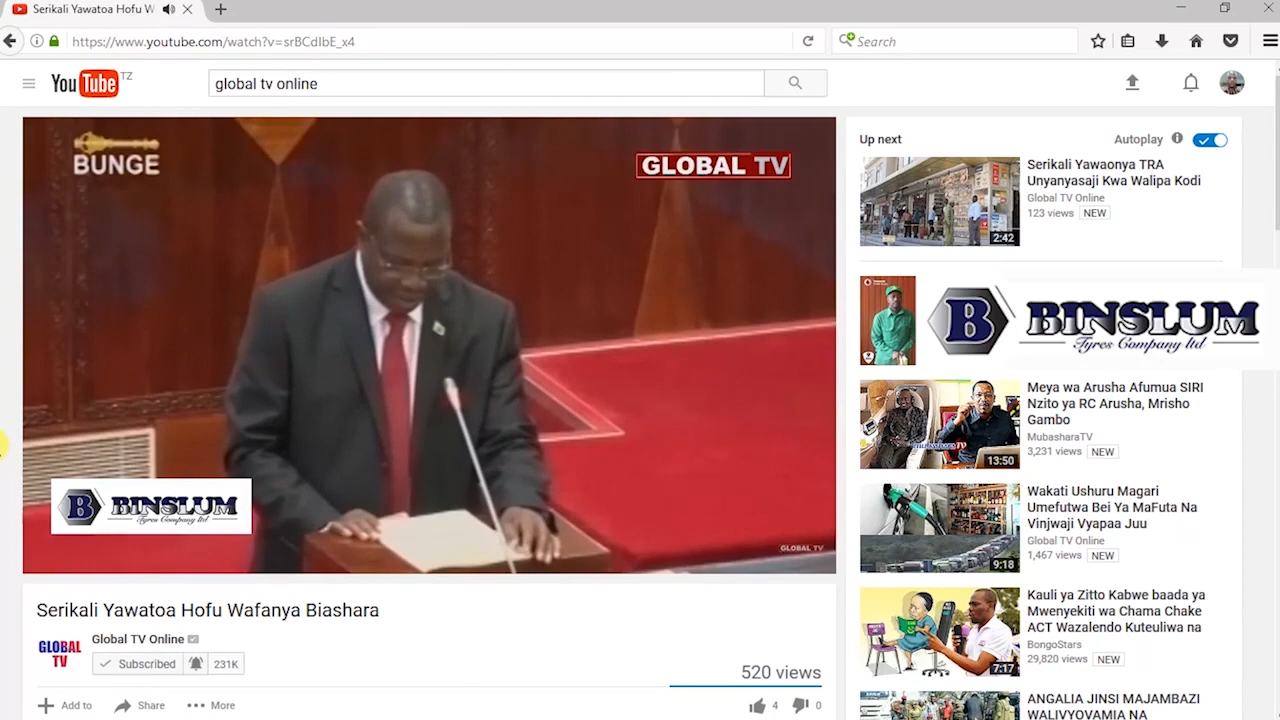 Serikali Yawatoa Hofu W
https://www.youtube.com/watch?v=srBCdIbE_x4
Search
YouTube TZ
global tv online
BUNGE
GLOBAL TV
BINSLUM
Tyres Company ltd
GLOBAL TV
Serikali Yawatoa Hofu Wafanya Biashara
GLOBAL TV
Global TV Online
Subscribed 231K
520 views
Add to Share More 4 0
Up next Autoplay
Serikali Yawaonya TRA
Unyanyasaji Kwa Walipa Kodi
Global TV Online
123 views NEW
2:42
BINSLUM
Tyres Company ltd
Meya wa Arusha Afumua SIRI
Nzito ya RC Arusha, Mrisho
Gambo
MubasharaTV
3,231 views NEW
13:50
Wakati Ushuru Magari
Umefutwa Bei Ya MaFuta Na
Vinjwaji Vyapaa Juu
Global TV Online
1,467 views NEW
9:18
Kauli ya Zitto Kabwe baada ya
Mwenyekiti wa Chama Chake
ACT Wazalendo Kuteuliwa na
BongoStars
29,820 views NEW
7:17
ANGALIA JINSI MAJAMBAZI
WALIVYOVAMIA NA